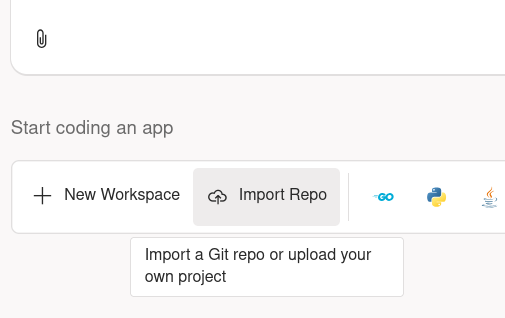 Start coding an app
New Workspace
Import Repo
GO
Import a Git repo or upload your
own project